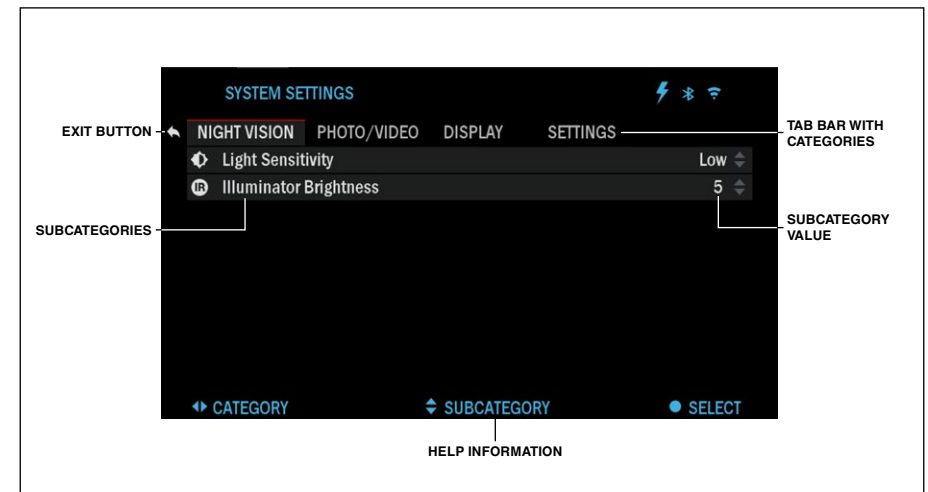 SYSTEM SETTINGS
EXIT BUTTON
NIGHT VISION PHOTO/VIDEO DISPLAY SETTINGS
TAB BAR WITH
CATEGORIES
Light Sensitivity Low
IR Illuminator Brightness 5
SUBCATEGORIES
SUBCATEGORY
VALUE
CATEGORY SUBCATEGORY SELECT
HELP INFORMATION